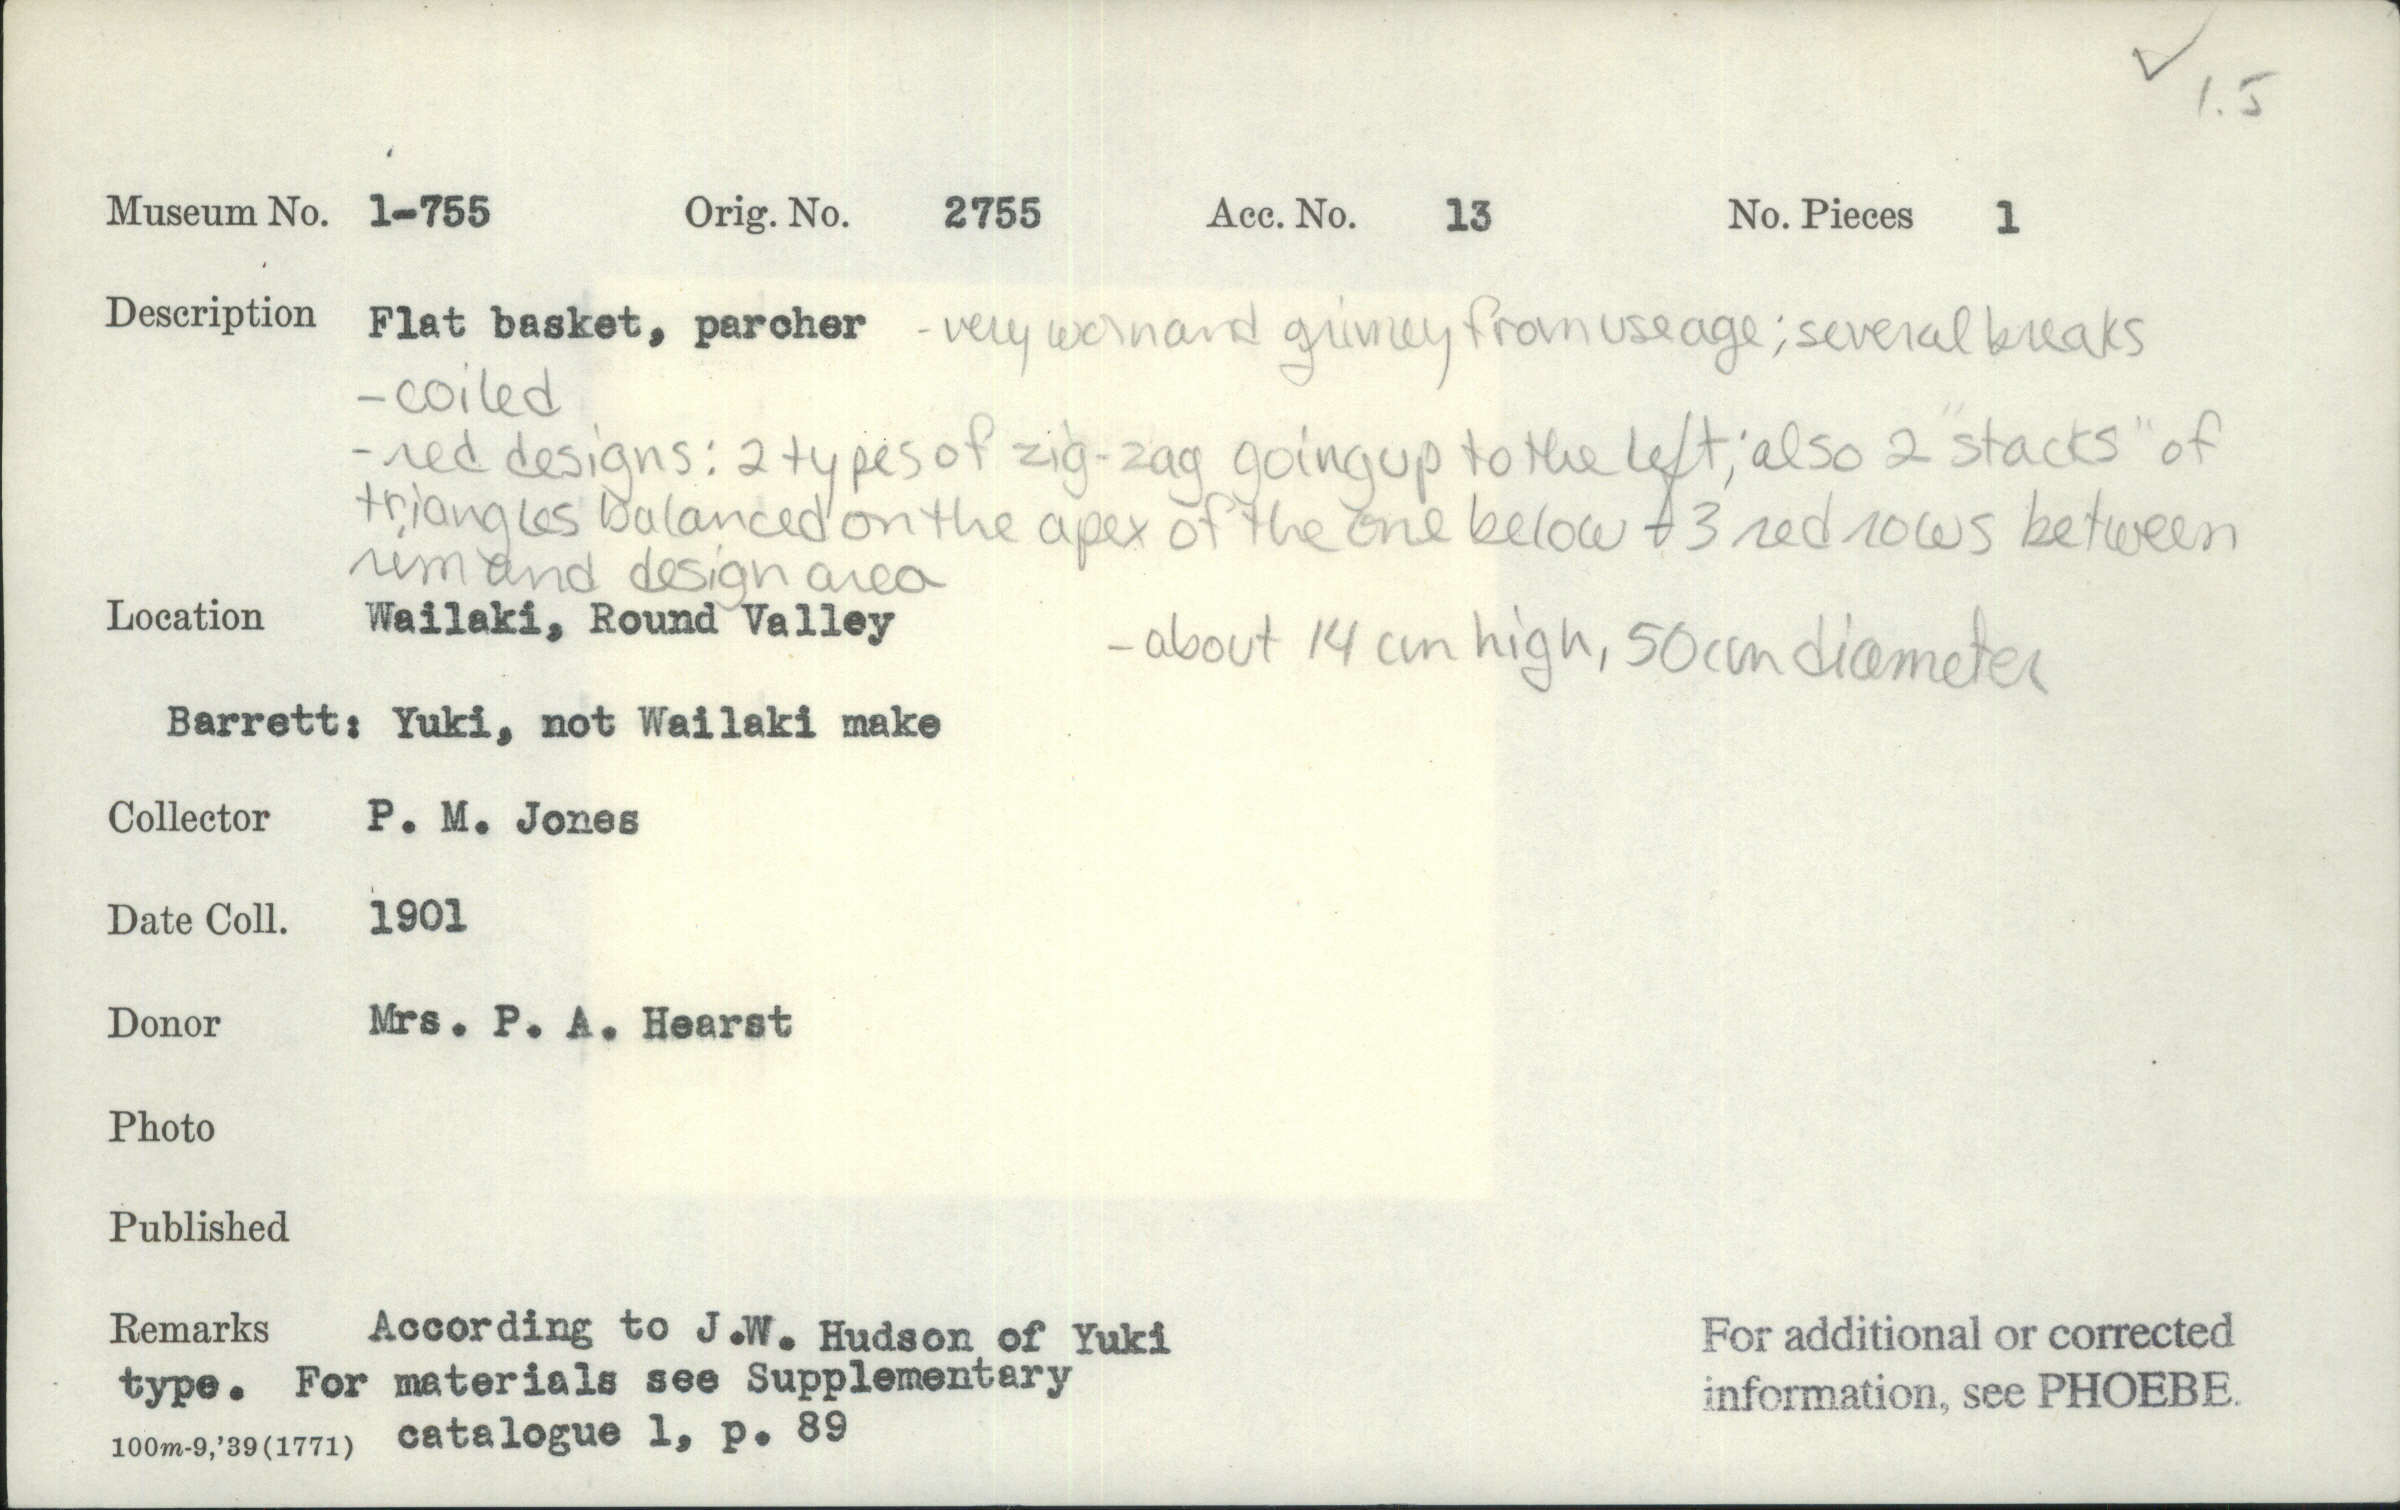 ✓ 1.5
Museum No. 1-755 Orig. No. 2755 Acc. No. 13 No. Pieces 1
Description Flat basket, parcher - very worn and grimey from useage; several breaks
- coiled
- red designs: 2 types of zig-zag going up to the left; also 2 "stacks" of
triangles balanced on the apex of the one below + 3 red rows between
rim and design area
Location Wailaki, Round Valley
- about 14 cm high, 50 cm diameter
Barrett: Yuki, not Wailaki make
Collector P. M. Jones
Date Coll. 1901
Donor Mrs. P. A. Hearst
Photo
Published
Remarks According to J.W. Hudson of Yuki
type. For materials see Supplementary
100m-9,'39(1771) catalogue 1, p. 89
For additional or corrected
information, see PHOEBE.